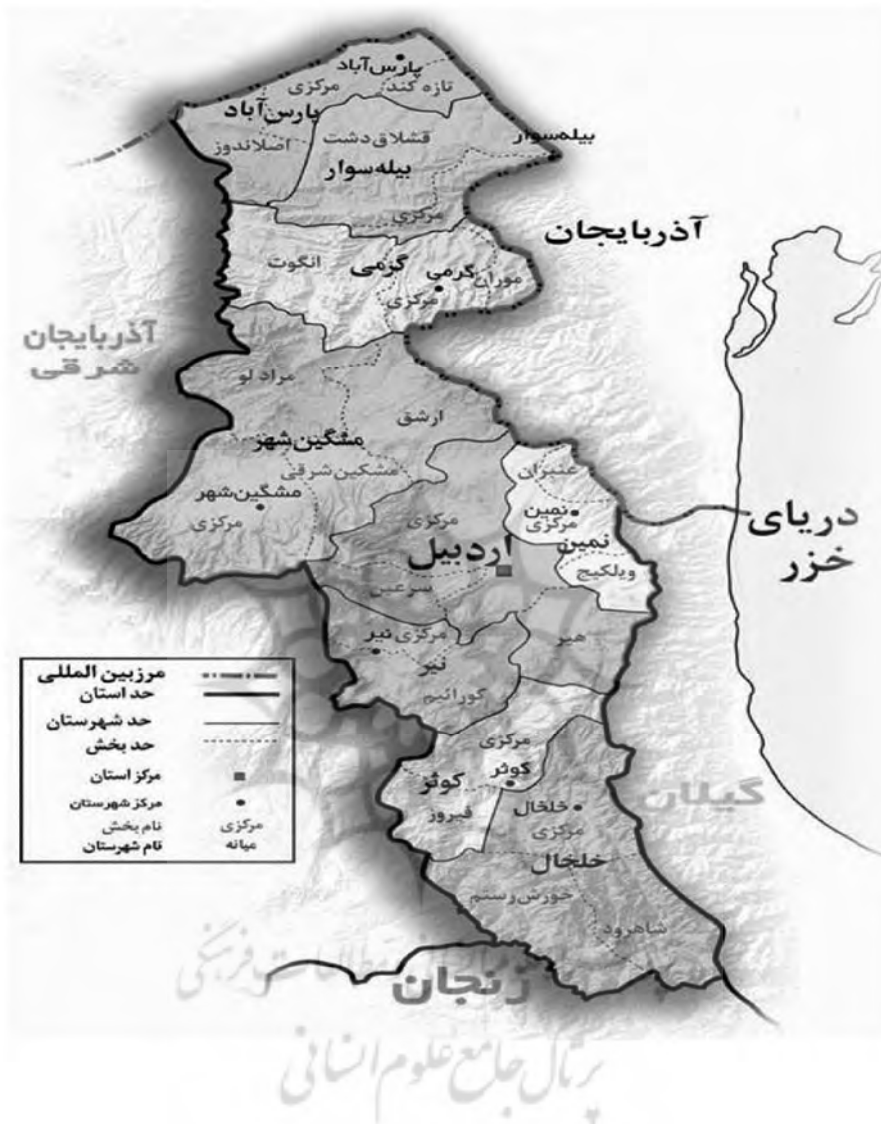 پارس‌آباد
مرکزی
تازه کند
پارس‌آباد
اصلاندوز
قشلاق دشت
بیله سوار
بیله سوار
مرکزی
آذربایجان
انگوت
گرمی
گرمی
مرکزی
موران
آذربایجان
شرقی
مراد لو
ارشق
مشگین شهر
مشکین شرقی
مشگین شهر
مرکزی
عنبران
نمین
مرکزی
نمین
ویلکیج
مرکزی
اردبیل
سرعین
دریای
خزر
مرکزی
نیر
نیر
هیر
کورائیم
مرزبین المللی
حد استان
حد شهرستان
حد بخش
مرکز استان
مرکز شهرستان
نام بخش
مرکزی
نام شهرستان
میانه
مرکزی
کوثر
کوثر
فیروز
خلخال
مرکزی
خلخال
خورش رستم
شاهرود
گیلان
زنجان
پرتال جامع علوم انسانی